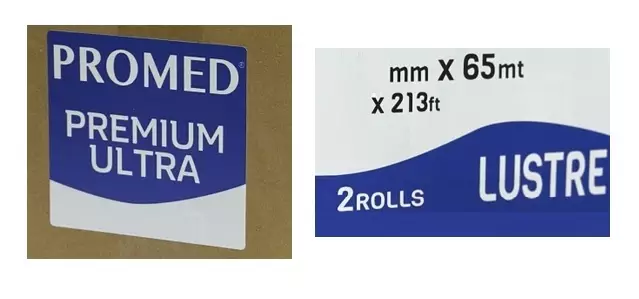 PROMED®
PREMIUM
ULTRA
mm X 65mt
X 213ft
2ROLLS
LUSTRE